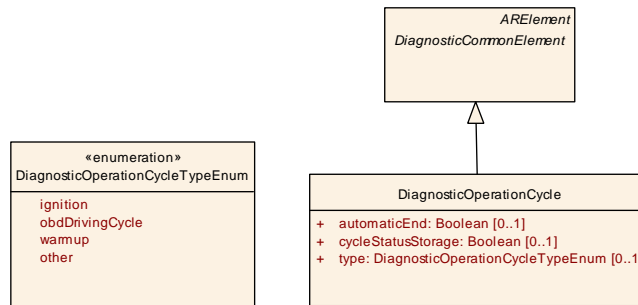 ARElement
DiagnosticCommonElement
«enumeration»
DiagnosticOperationCycleTypeEnum
ignition
obdDrivingCycle
warmup
other
DiagnosticOperationCycle
+ automaticEnd: Boolean [0..1]
+ cycleStatusStorage: Boolean [0..1]
+ type: DiagnosticOperationCycleTypeEnum [0..1